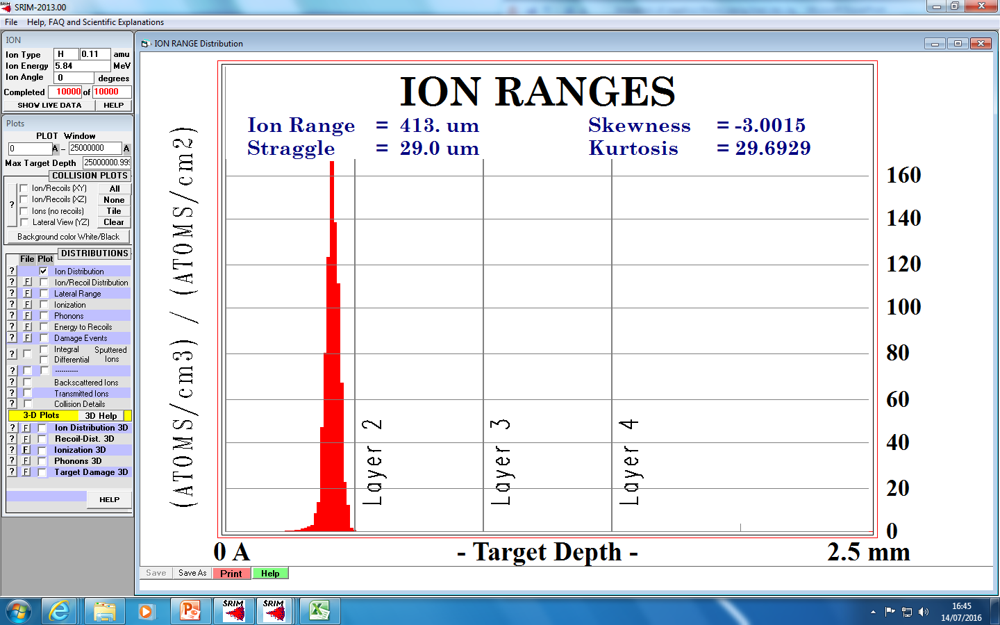 SRIM-2013.00
File Help, FAQ and Scientific Explanations
ION
Ion Type H 0.11 amu
Ion Energy 5.84 MeV
Ion Angle 0 degrees
Completed 10000 of 10000
SHOW LIVE DATA HELP
Plots
PLOT Window
0 A - 25000000 A
Max Target Depth 25000000.999
COLLISION PLOTS
? Ion/Recoils (XY) All
Ion/Recoils (XZ) None
Ions (no recoils) Tile
Lateral View (YZ) Clear
Background color White/Black
DISTRIBUTIONS
File Plot
? Ion Distribution
? F Ion/Recoil Distribution
? F Lateral Range
? F Ionization
? F Phonons
? F Energy to Recoils
? F Damage Events
? Integral Sputtered
Differential Ions
? -----------
? Backscattered Ions
? Transmitted Ions
? Collision Details
3-D Plots 3D Help
? F Ion Distribution 3D
? F Recoil-Dist. 3D
? F Ionization 3D
? F Phonons 3D
? F Target Damage 3D
HELP
ION RANGE Distribution
ION RANGES
Ion Range = 413. um Skewness = -3.0015
Straggle = 29.0 um Kurtosis = 29.6929
(ATOMS/cm3) / (ATOMS/cm2)
160
140
120
100
80
60
40
20
0
Layer 2
Layer 3
Layer 4
0 A - Target Depth - 2.5 mm
Save Save As Print Help
SRIM
SRIM
16:45
14/07/2016